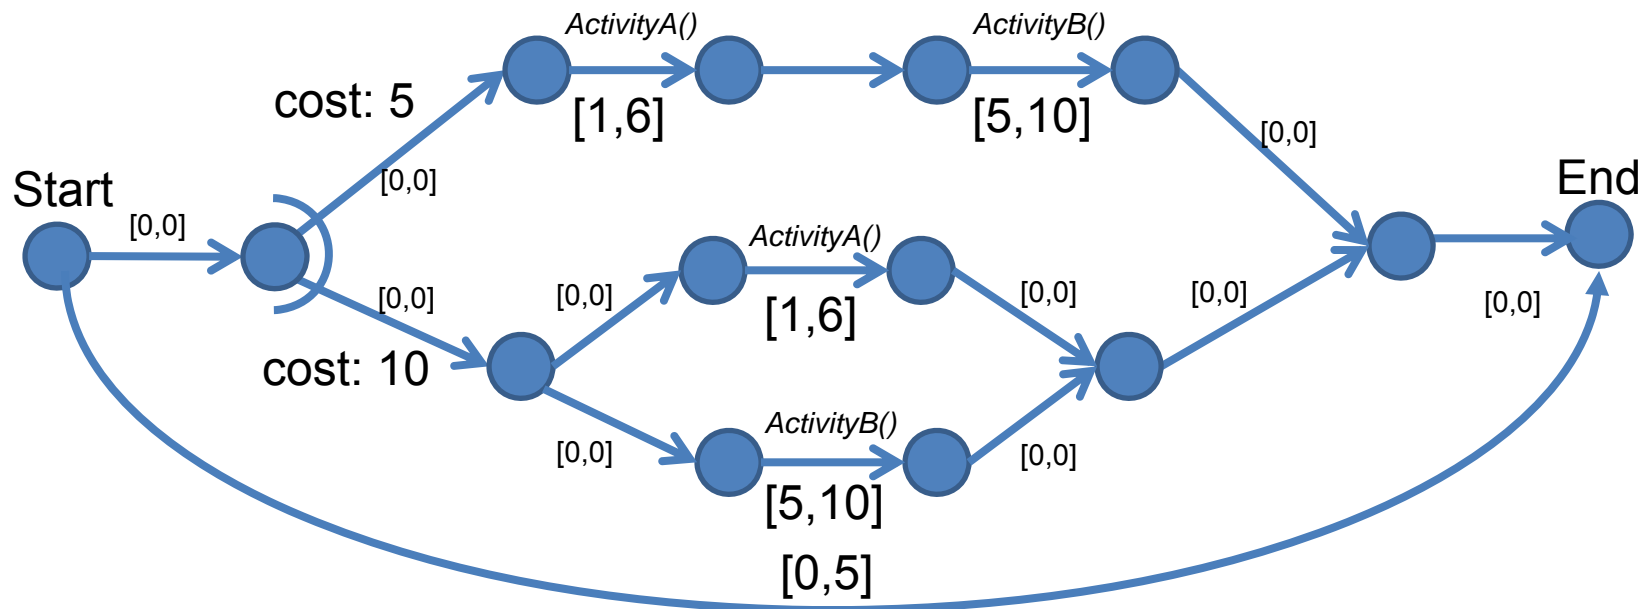 ActivityA()
ActivityB()
cost: 5
[1,6]
[5,10]
[0,0]
[0,0]
Start
End
[0,0]
ActivityA()
[0,0]
[0,0]
[0,0]
[0,0]
[0,0]
[1,6]
cost: 10
ActivityB()
[0,0]
[0,0]
[5,10]
[0,5]